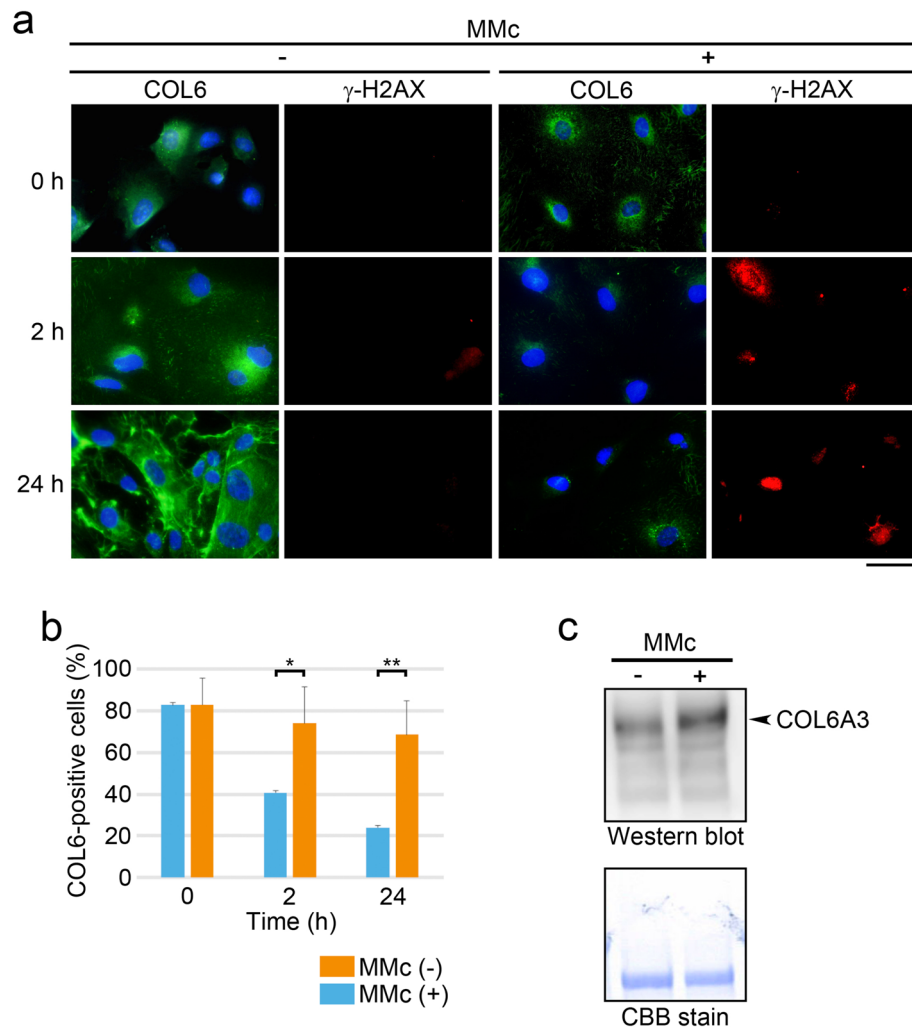 a
MMc
- +
COL6 γ-H2AX COL6 γ-H2AX
0 h
2 h
24 h
b
COL6-positive cells (%)
100
80
60
40
20
0
* **
0 2 24
Time (h)
MMc (-)
MMc (+)
c
MMc
- +
COL6A3
Western blot
CBB stain